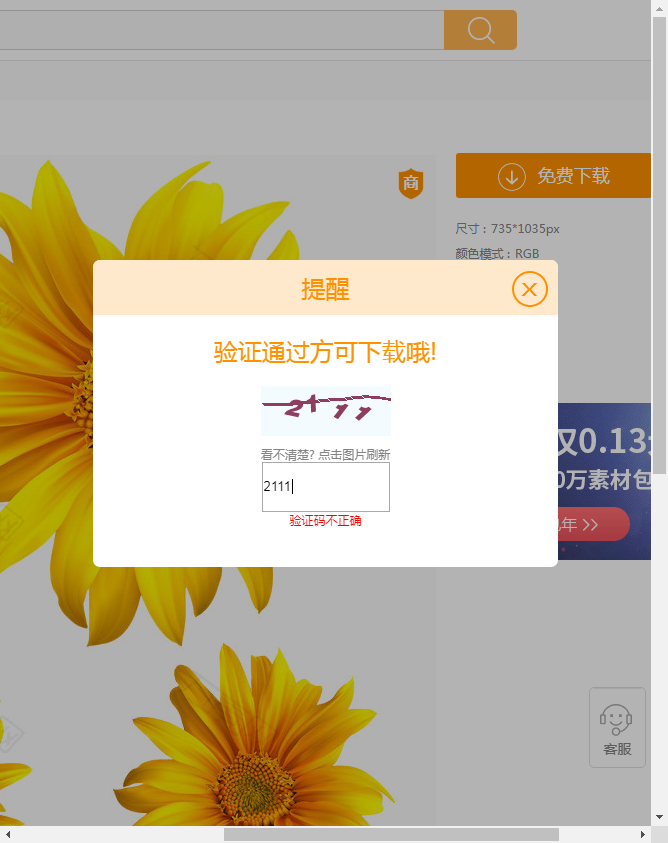 商
免费下载
尺寸：735*1035px
颜色模式：RGB
提醒
验证通过方可下载哦!
看不清楚? 点击图片刷新
2111
验证码不正确
仅0.13
0万素材包
年 >>
客服